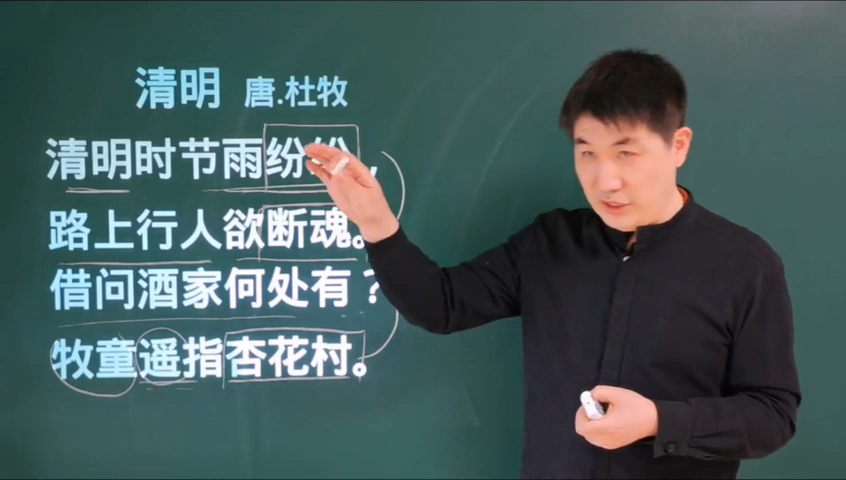 清明 唐.杜牧
清明时节雨纷纷，
路上行人欲断魂。
借问酒家何处有？
牧童遥指杏花村。